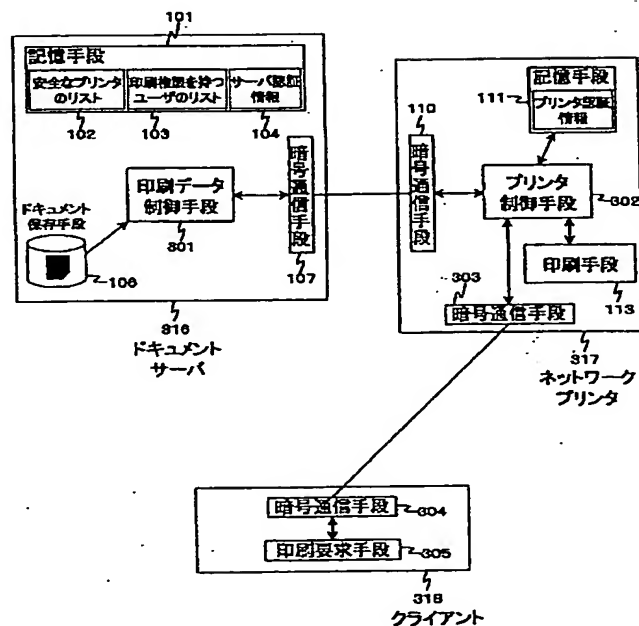 101
記憶手段
安全なプリンタ
のリスト
印刷権限を持つ
ユーザのリスト
サーバ認証
情報
102
103
104
暗号通信手段
107
印刷データ
制御手段
301
ドキュメント
保存手段
106
316
ドキュメント
サーバ
110
暗号通信手段
記憶手段
111
プリンタ認証
情報
プリンタ
制御手段
302
印刷手段
113
303
暗号通信手段
317
ネットワーク
プリンタ
暗号通信手段
304
印刷要求手段
305
318
クライアント